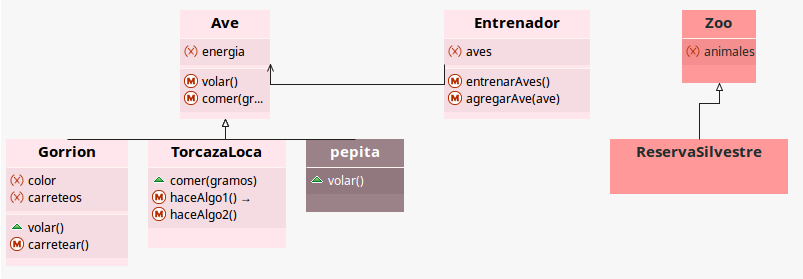 Ave
energia
volar()
comer(gr...
Entrenador
aves
entrenarAves()
agregarAve(ave)
Zoo
animales
Gorrion
color
carreteos
volar()
carretear()
TorcazaLoca
comer(gramos)
haceAlgo1() →
haceAlgo2()
pepita
volar()
ReservaSilvestre